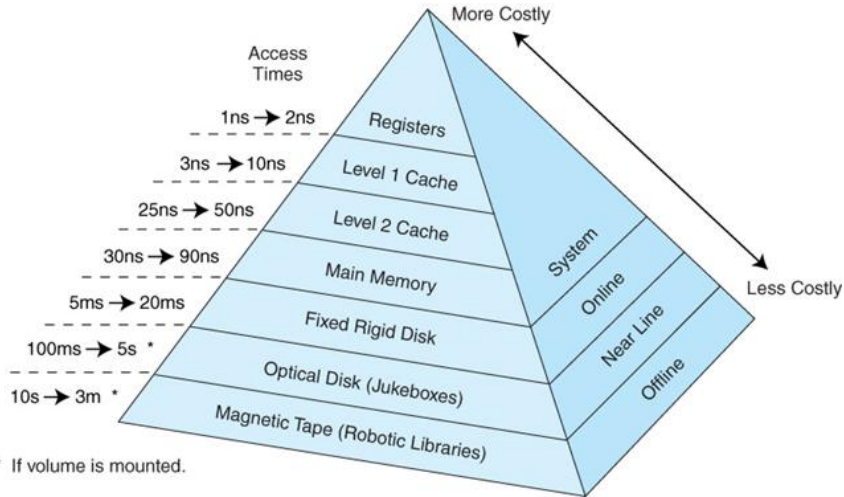 More Costly
Access
Times
1ns → 2ns
Registers
3ns → 10ns
Level 1 Cache
25ns → 50ns
Level 2 Cache
System
30ns → 90ns
Main Memory
Online
Less Costly
5ms → 20ms
Fixed Rigid Disk
Near Line
100ms → 5s *
Optical Disk (Jukeboxes)
Offline
10s → 3m *
Magnetic Tape (Robotic Libraries)
* If volume is mounted.